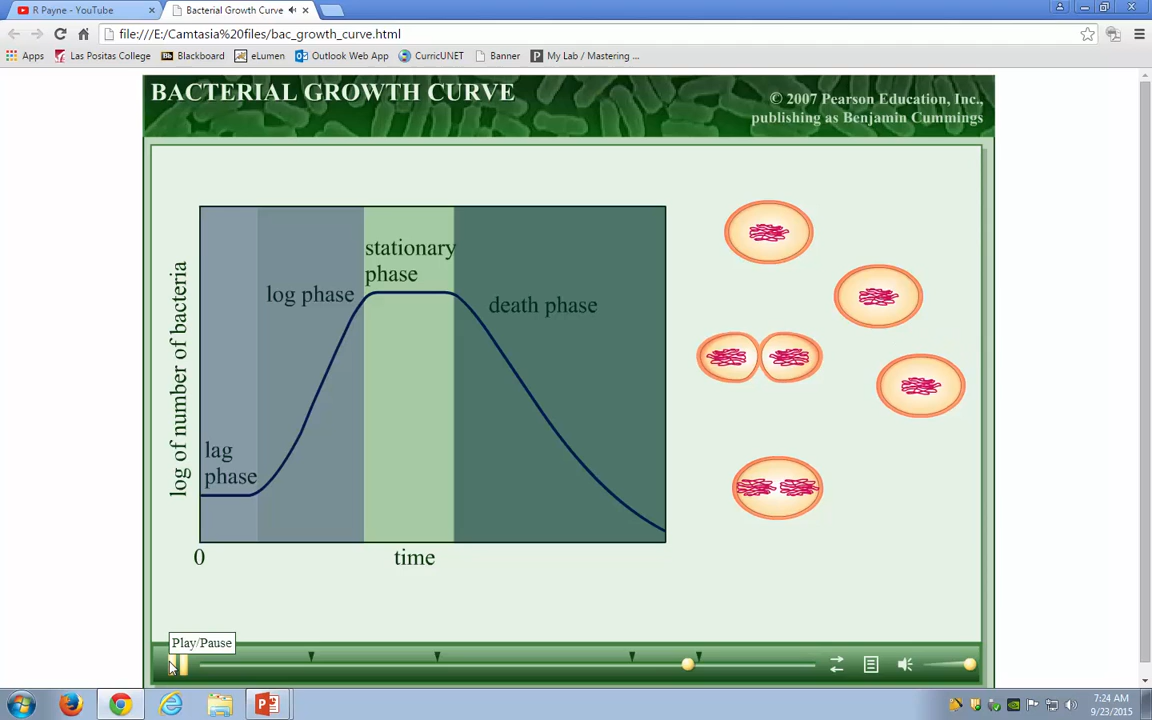 R Payne - YouTube
Bacterial Growth Curve
file:///E:/Camtasia%20files/bac_growth_curve.html
Apps
Las Positas College
Bb
Blackboard
eLumen
Outlook Web App
CurricUNET
Banner
P
My Lab / Mastering ...
BACTERIAL GROWTH CURVE
© 2007 Pearson Education, Inc.,
publishing as Benjamin Cummings
log of number of bacteria
stationary
phase
log phase
death phase
lag
phase
0
time
Play/Pause
7:24 AM
9/23/2015